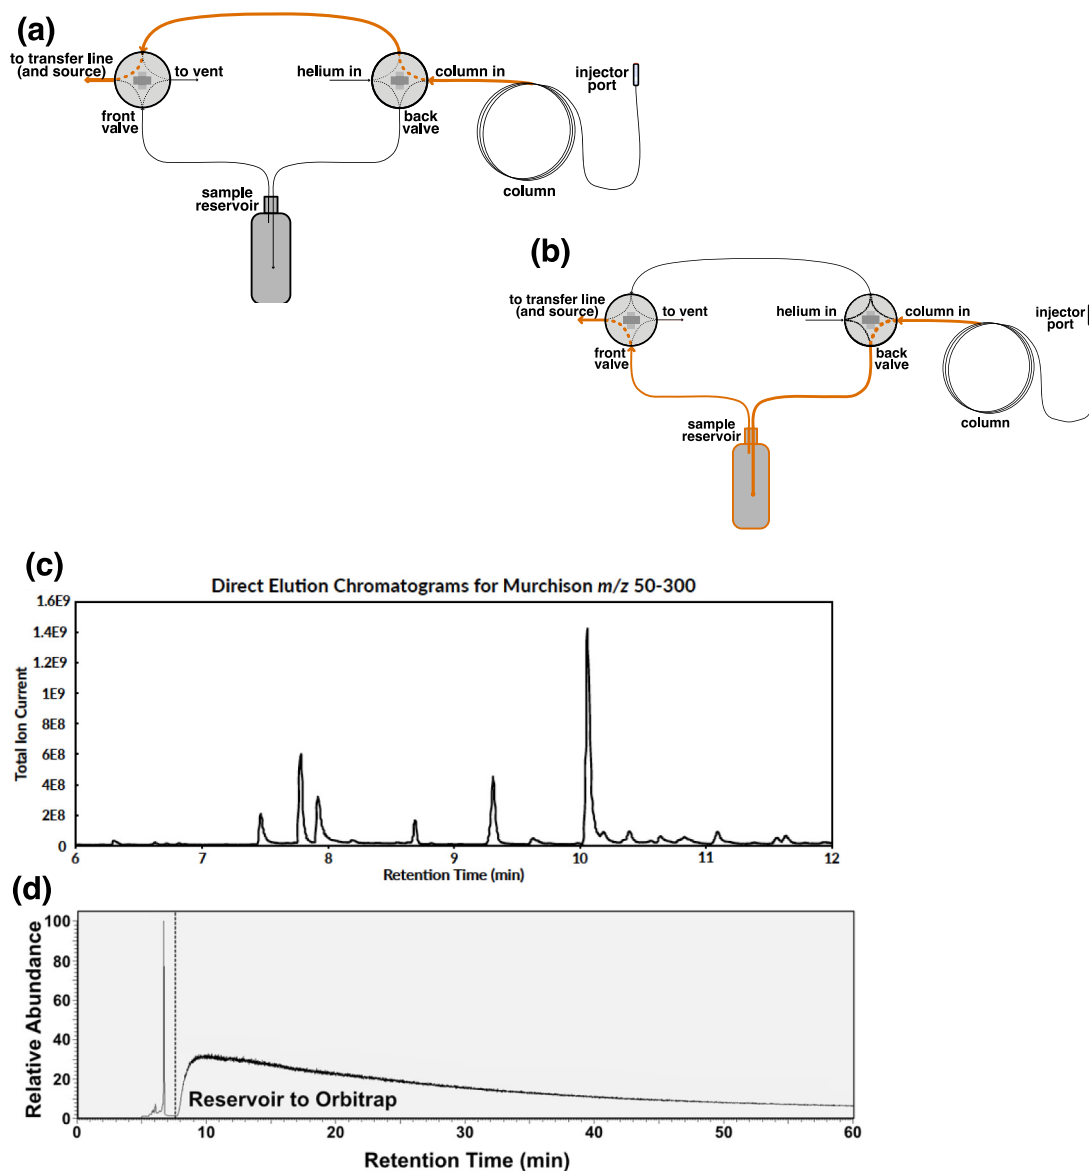 (a)
to transfer line
(and source)
to vent
helium in
column in
injector
port
front
valve
back
valve
column
sample
reservoir
(b)
to transfer line
(and source)
to vent
helium in
column in
injector
port
front
valve
back
valve
column
sample
reservoir
(c)
Direct Elution Chromatograms for Murchison m/z 50-300
Total Ion Current
1.6E9
1.4E9
1.2E9
1E9
8E8
6E8
4E8
2E8
0
6 7 8 9 10 11 12
Retention Time (min)
(d)
Relative Abundance
100
80
60
40
20
0
Reservoir to Orbitrap
0 10 20 30 40 50 60
Retention Time (min)